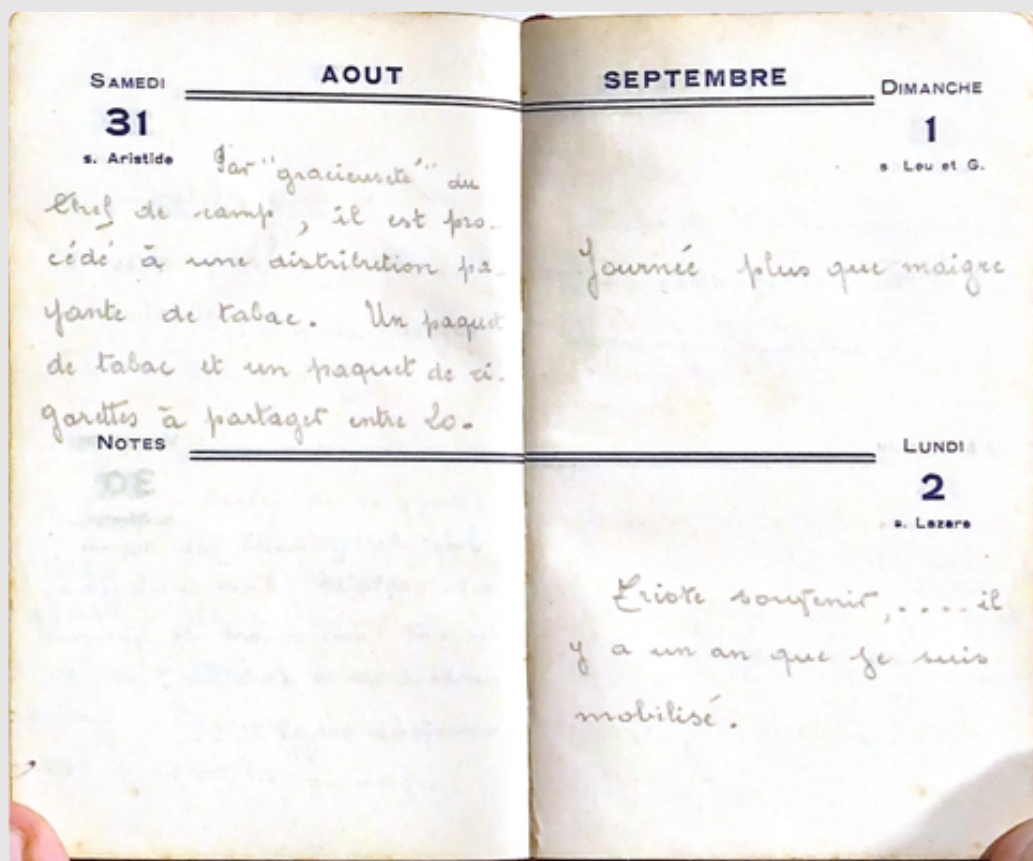 SAMEDI
AOUT
31
s. Aristide
Par "gracieuseté" du
Chef de camp, il est pro-
cédé à une distribution pa-
yante de tabac. Un paquet
de tabac et un paquet de ci-
garettes à partager entre 20.
NOTES
SEPTEMBRE
DIMANCHE
1
s Leu et G.
Journée plus que maigre
LUNDI
2
s. Lazare
Triste souvenir, .... il
y a un an que je suis
mobilisé.